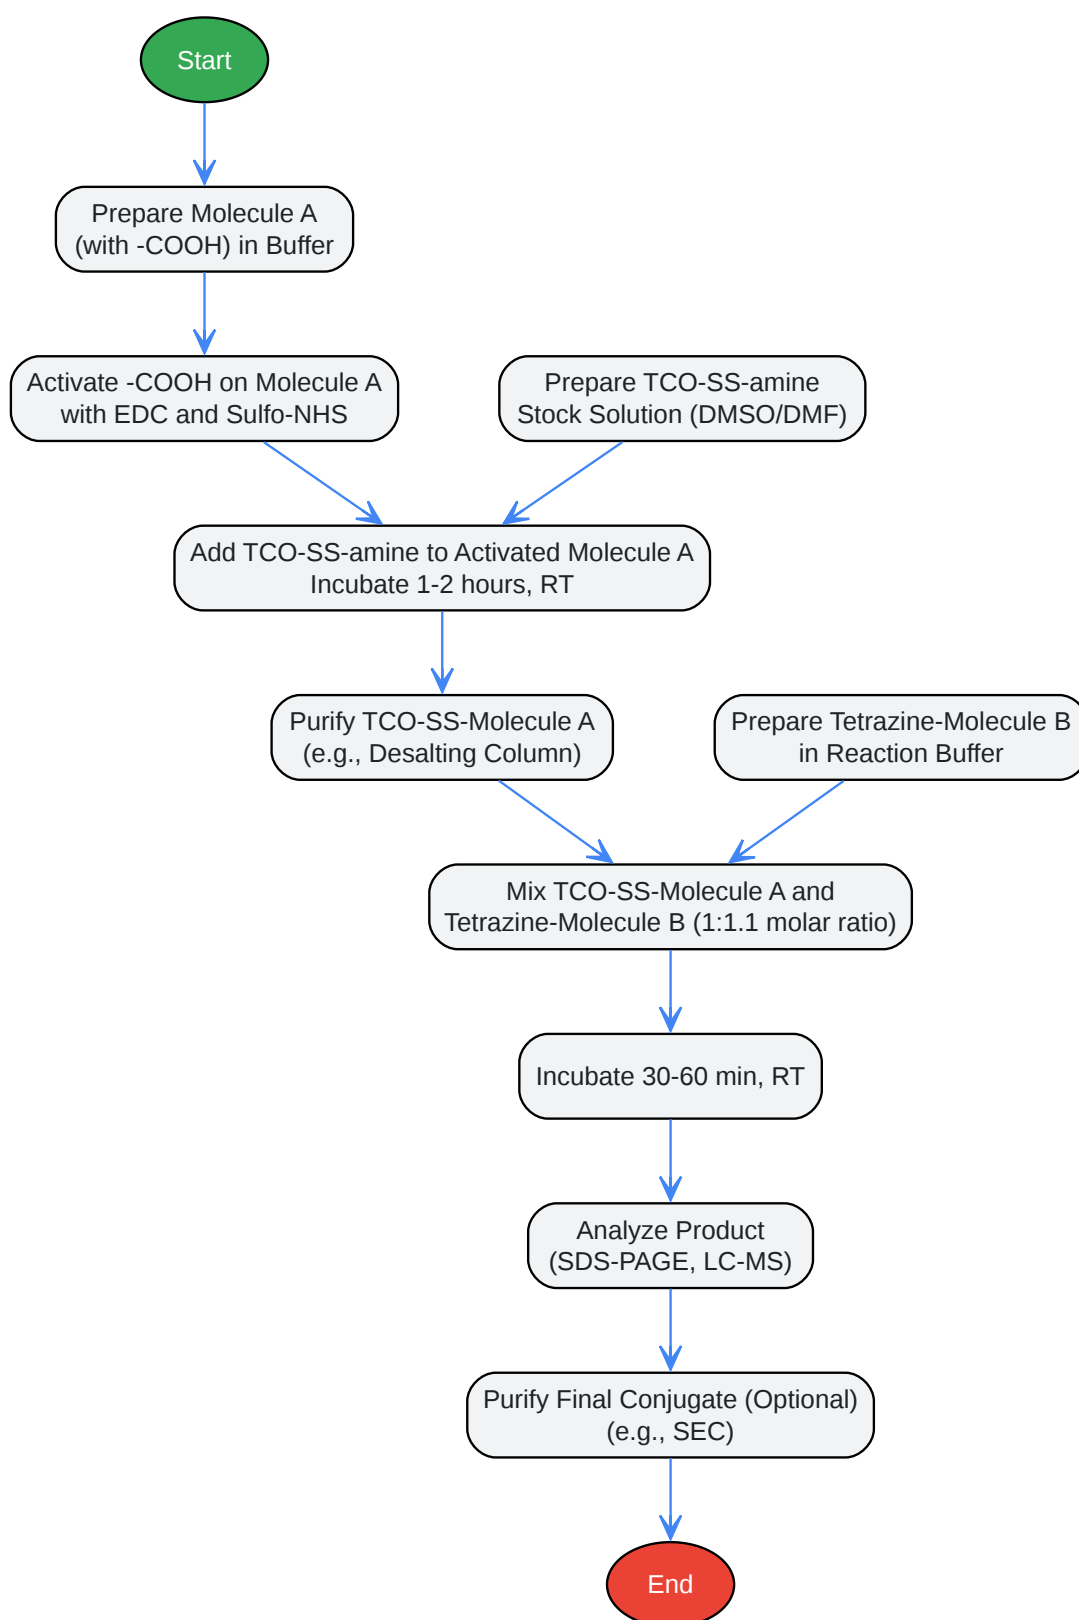 Start
Prepare Molecule A
(with -COOH) in Buffer
Activate -COOH on Molecule A
with EDC and Sulfo-NHS
Prepare TCO-SS-amine
Stock Solution (DMSO/DMF)
Add TCO-SS-amine to Activated Molecule A
Incubate 1-2 hours, RT
Purify TCO-SS-Molecule A
(e.g., Desalting Column)
Prepare Tetrazine-Molecule B
in Reaction Buffer
Mix TCO-SS-Molecule A and
Tetrazine-Molecule B (1:1.1 molar ratio)
Incubate 30-60 min, RT
Analyze Product
(SDS-PAGE, LC-MS)
Purify Final Conjugate (Optional)
(e.g., SEC)
End